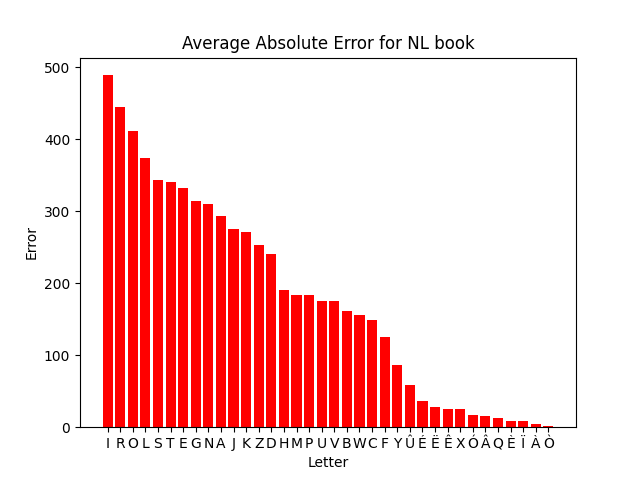 Average Absolute Error for NL book
500
400
300
200
100
0
Error
I R O L S T E G N A J K Z D H M P U V B W C F Y Û É Ë Ê X Ó Â Q È Ï À Ò
Letter